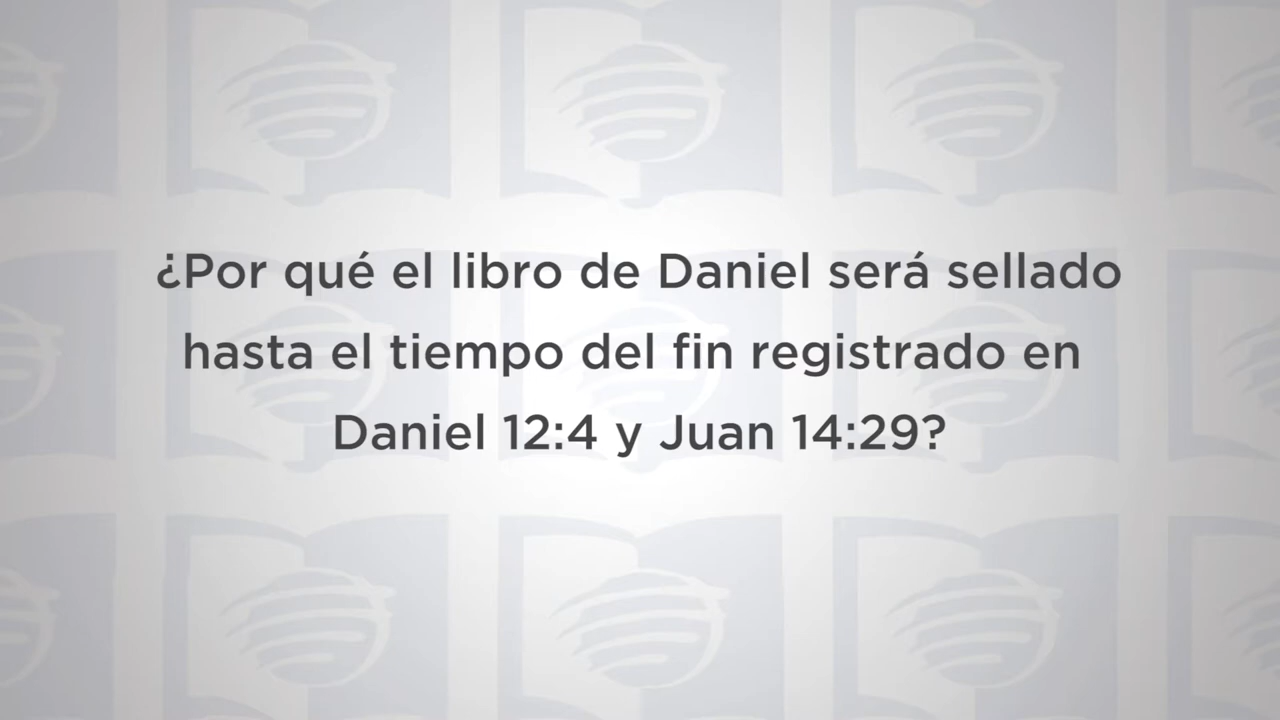 ¿Por qué el libro de Daniel será sellado
hasta el tiempo del fin registrado en
Daniel 12:4 y Juan 14:29?